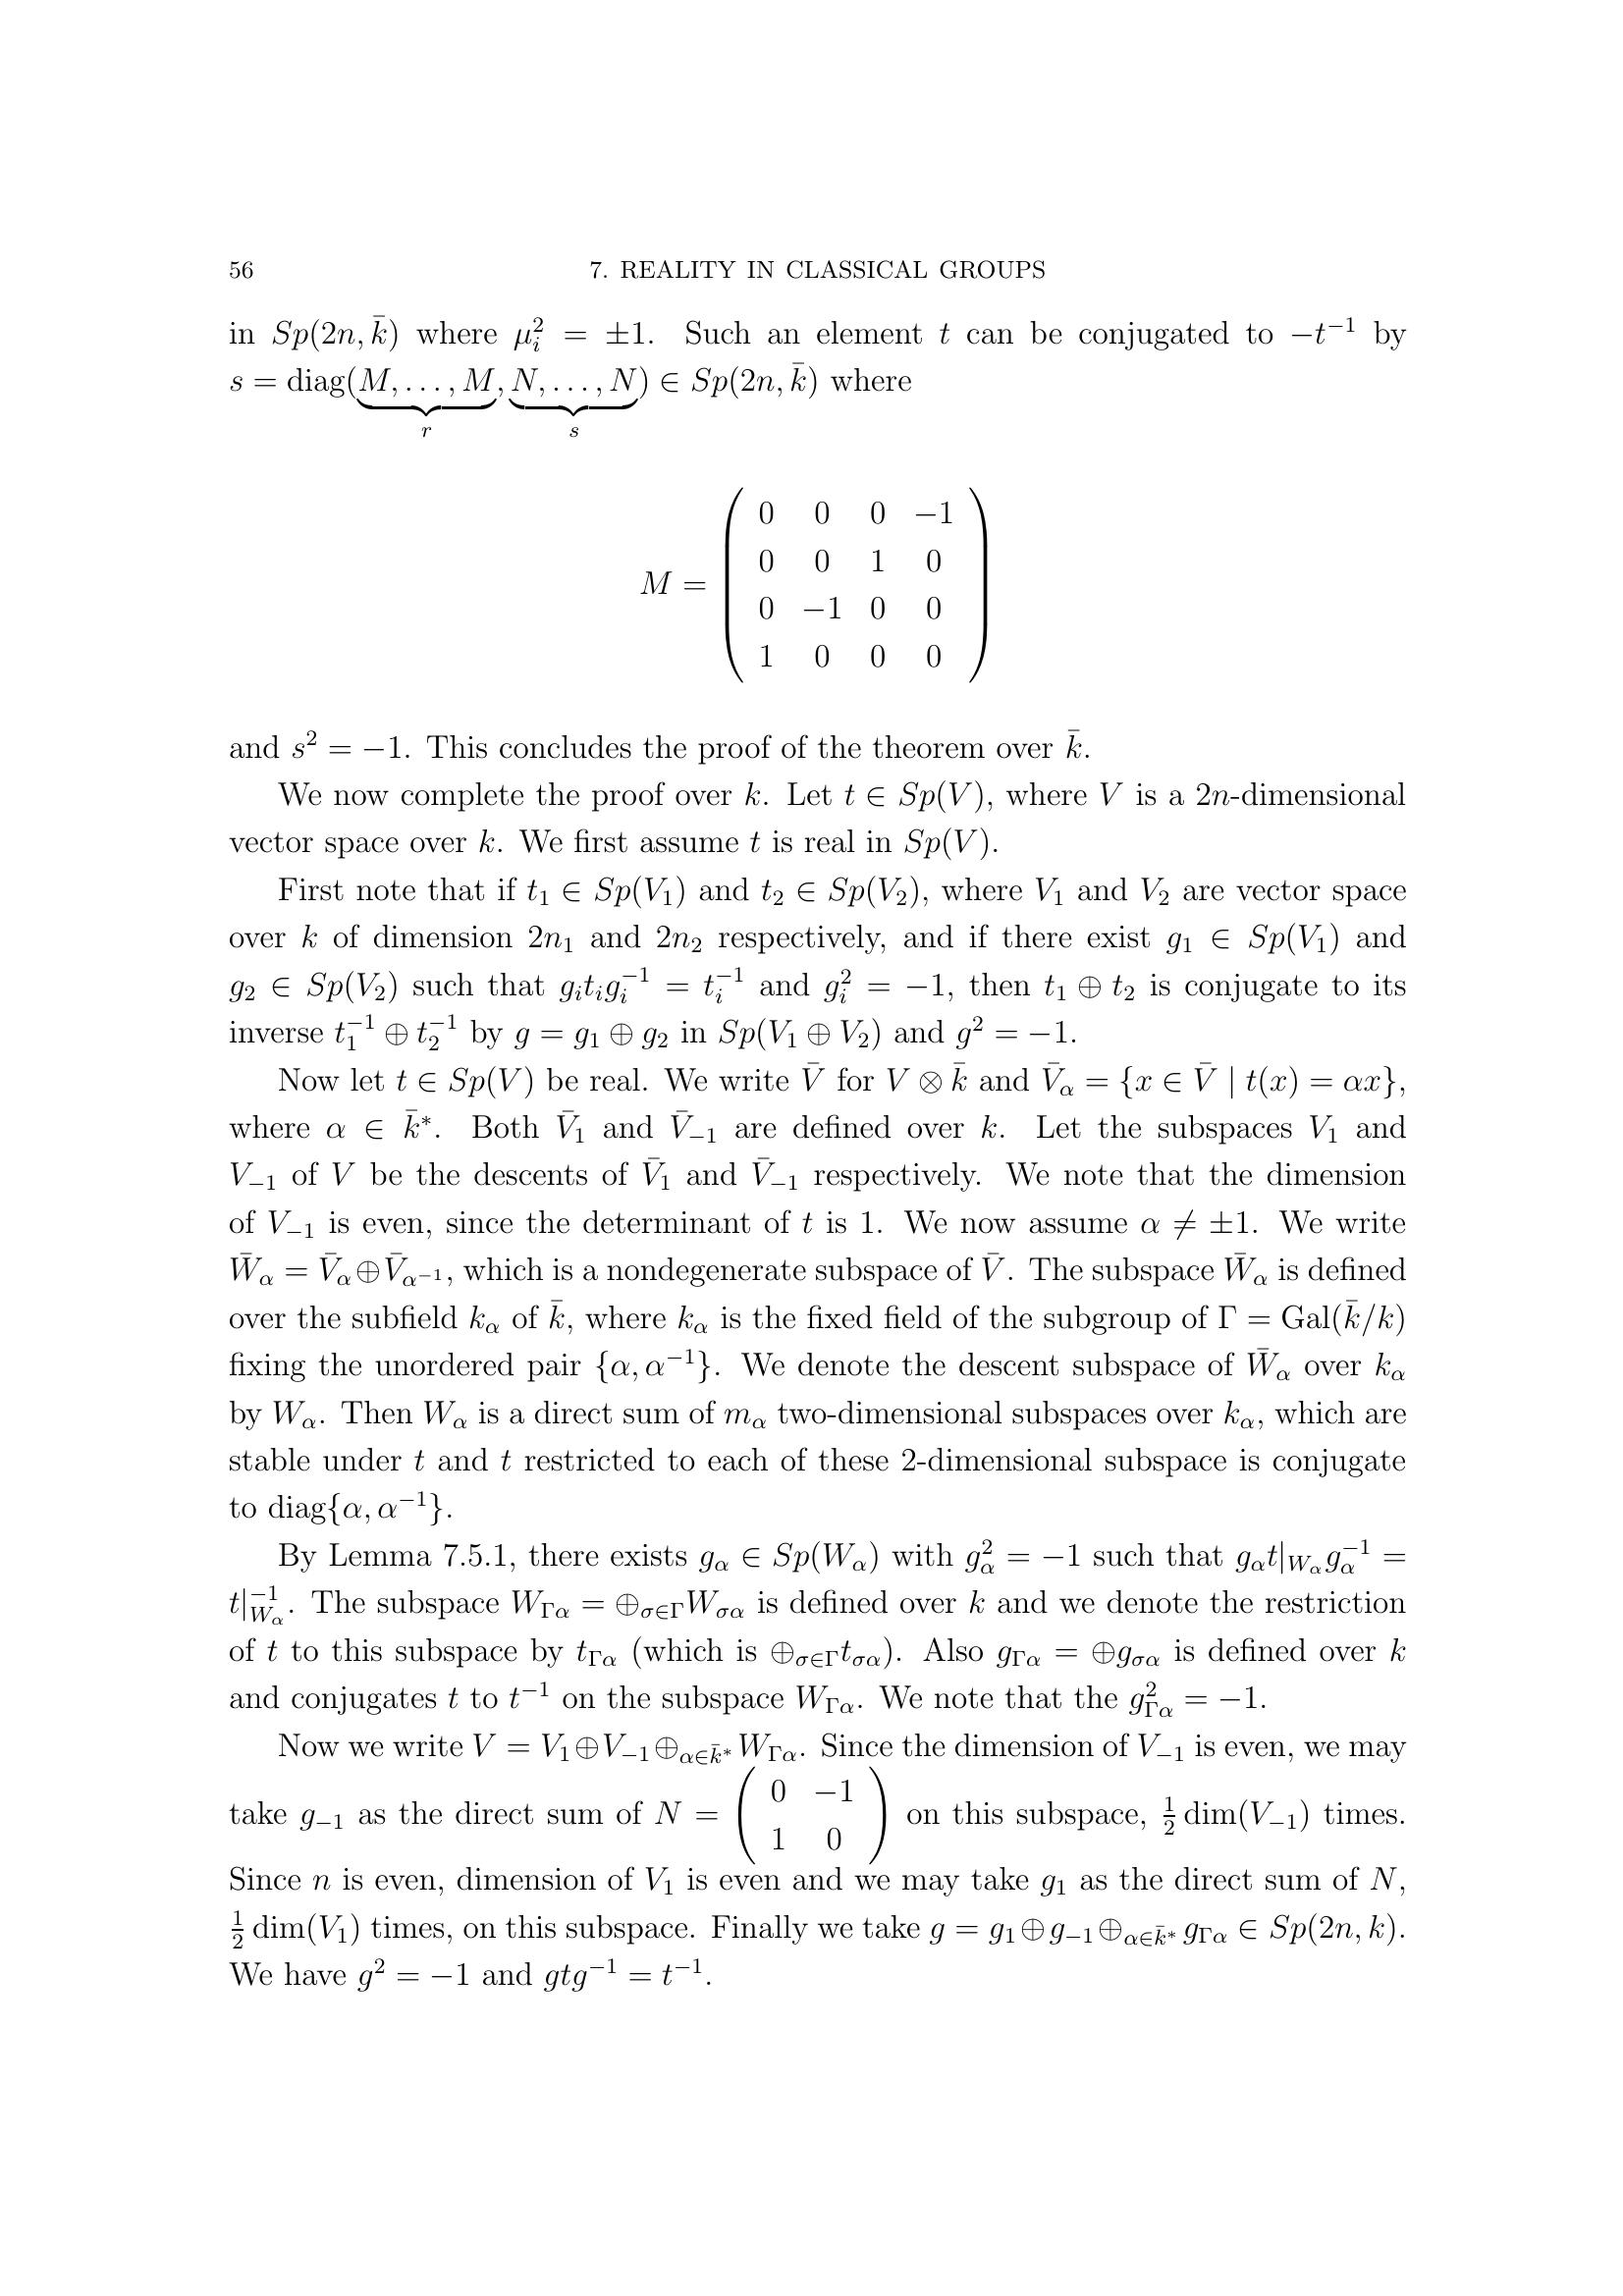 56 7. REALITY IN CLASSICAL GROUPS
in $Sp(2n, \bar{k})$ where $\mu_i^2 = \pm 1$. Such an element $t$ can be conjugated to $-t^{-1}$ by
$s = \text{diag}(\underbrace{M, \ldots, M}_{r}, \underbrace{N, \ldots, N}_{s}) \in Sp(2n, \bar{k})$ where
$M = \begin{pmatrix} 0 & 0 & 0 & -1 \\ 0 & 0 & 1 & 0 \\ 0 & -1 & 0 & 0 \\ 1 & 0 & 0 & 0 \end{pmatrix}$
and $s^2 = -1$. This concludes the proof of the theorem over $\bar{k}$.
We now complete the proof over $k$. Let $t \in Sp(V)$, where $V$ is a $2n$-dimensional
vector space over $k$. We first assume $t$ is real in $Sp(V)$.
First note that if $t_1 \in Sp(V_1)$ and $t_2 \in Sp(V_2)$, where $V_1$ and $V_2$ are vector space
over $k$ of dimension $2n_1$ and $2n_2$ respectively, and if there exist $g_1 \in Sp(V_1)$ and
$g_2 \in Sp(V_2)$ such that $g_i t_i g_i^{-1} = t_i^{-1}$ and $g_i^2 = -1$, then $t_1 \oplus t_2$ is conjugate to its
inverse $t_1^{-1} \oplus t_2^{-1}$ by $g = g_1 \oplus g_2$ in $Sp(V_1 \oplus V_2)$ and $g^2 = -1$.
Now let $t \in Sp(V)$ be real. We write $\bar{V}$ for $V \otimes \bar{k}$ and $\bar{V}_\alpha = \{x \in \bar{V} \mid t(x) = \alpha x\}$,
where $\alpha \in \bar{k}^*$. Both $\bar{V}_1$ and $\bar{V}_{-1}$ are defined over $k$. Let the subspaces $V_1$ and
$V_{-1}$ of $V$ be the descents of $\bar{V}_1$ and $\bar{V}_{-1}$ respectively. We note that the dimension
of $V_{-1}$ is even, since the determinant of $t$ is 1. We now assume $\alpha \neq \pm 1$. We write
$\bar{W}_\alpha = \bar{V}_\alpha \oplus \bar{V}_{\alpha^{-1}}$, which is a nondegenerate subspace of $\bar{V}$. The subspace $\bar{W}_\alpha$ is defined
over the subfield $k_\alpha$ of $\bar{k}$, where $k_\alpha$ is the fixed field of the subgroup of $\Gamma = \text{Gal}(\bar{k}/k)$
fixing the unordered pair $\{\alpha, \alpha^{-1}\}$. We denote the descent subspace of $\bar{W}_\alpha$ over $k_\alpha$
by $W_\alpha$. Then $W_\alpha$ is a direct sum of $m_\alpha$ two-dimensional subspaces over $k_\alpha$, which are
stable under $t$ and $t$ restricted to each of these 2-dimensional subspace is conjugate
to $\text{diag}\{\alpha, \alpha^{-1}\}$.
By Lemma 7.5.1, there exists $g_\alpha \in Sp(W_\alpha)$ with $g_\alpha^2 = -1$ such that $g_\alpha t|_{W_\alpha} g_\alpha^{-1} =$
$t|_{W_\alpha}^{-1}$. The subspace $W_{\Gamma\alpha} = \oplus_{\sigma \in \Gamma} W_{\sigma\alpha}$ is defined over $k$ and we denote the restriction
of $t$ to this subspace by $t_{\Gamma\alpha}$ (which is $\oplus_{\sigma \in \Gamma} t_{\sigma\alpha}$). Also $g_{\Gamma\alpha} = \oplus g_{\sigma\alpha}$ is defined over $k$
and conjugates $t$ to $t^{-1}$ on the subspace $W_{\Gamma\alpha}$. We note that the $g_{\Gamma\alpha}^2 = -1$.
Now we write $V = V_1 \oplus V_{-1} \oplus_{\alpha \in \bar{k}^*} W_{\Gamma\alpha}$. Since the dimension of $V_{-1}$ is even, we may
take $g_{-1}$ as the direct sum of $N = \begin{pmatrix} 0 & -1 \\ 1 & 0 \end{pmatrix}$ on this subspace, $\frac{1}{2}\dim(V_{-1})$ times.
Since $n$ is even, dimension of $V_1$ is even and we may take $g_1$ as the direct sum of $N$,
$\frac{1}{2}\dim(V_1)$ times, on this subspace. Finally we take $g = g_1 \oplus g_{-1} \oplus_{\alpha \in \bar{k}^*} g_{\Gamma\alpha} \in Sp(2n, k)$.
We have $g^2 = -1$ and $gtg^{-1} = t^{-1}$.